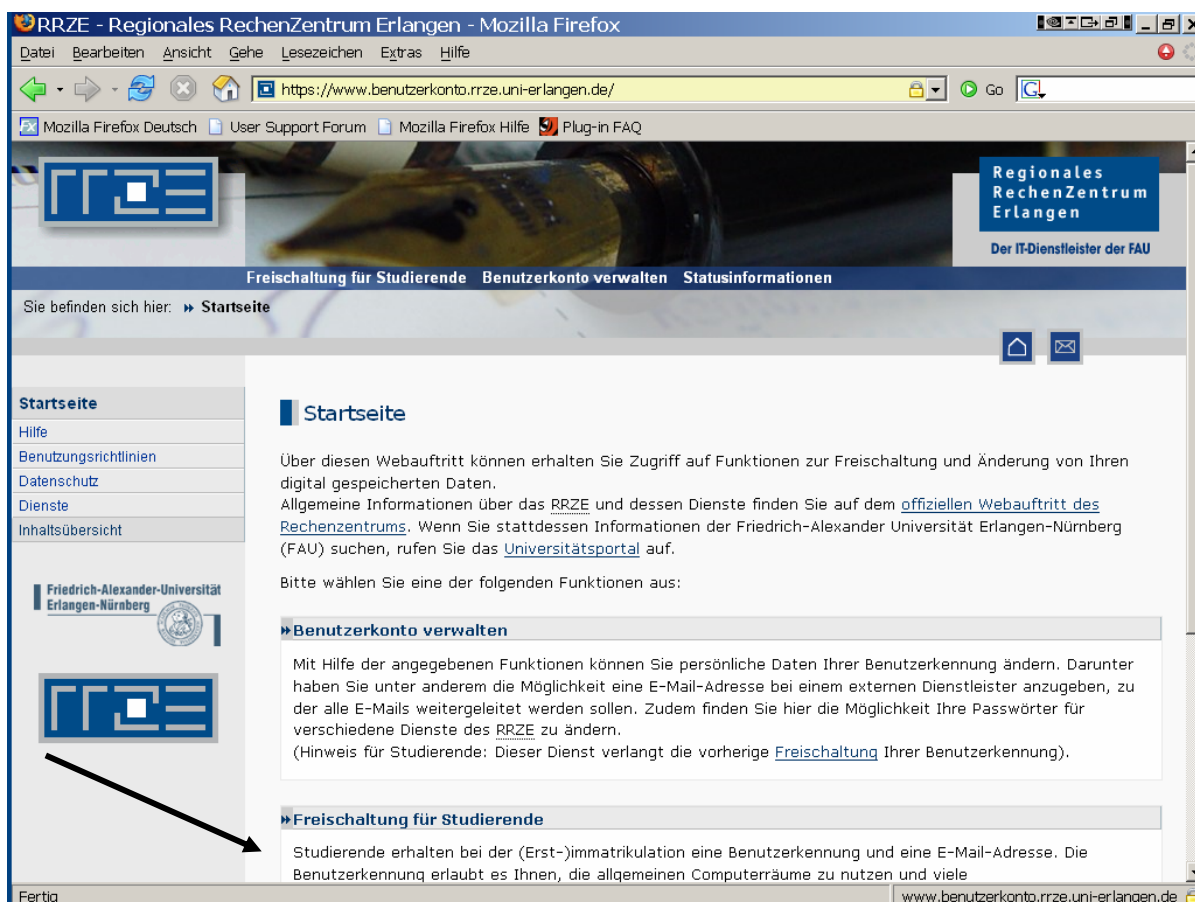 RRZE - Regionales RechenZentrum Erlangen - Mozilla Firefox
Datei Bearbeiten Ansicht Gehe Lesezeichen Extras Hilfe
https://www.benutzerkonto.rrze.uni-erlangen.de/ Go
Mozilla Firefox Deutsch User Support Forum Mozilla Firefox Hilfe Plug-in FAQ
rrze
Regionales
RechenZentrum
Erlangen
Der IT-Dienstleister der FAU
Freischaltung für Studierende Benutzerkonto verwalten Statusinformationen
Sie befinden sich hier: » Startseite
Startseite
Hilfe
Benutzungsrichtlinien
Datenschutz
Dienste
Inhaltsübersicht
Friedrich-Alexander-Universität
Erlangen-Nürnberg
rrze
Startseite
Über diesen Webauftritt können erhalten Sie Zugriff auf Funktionen zur Freischaltung und Änderung von Ihren
digital gespeicherten Daten.
Allgemeine Informationen über das RRZE und dessen Dienste finden Sie auf dem offiziellen Webauftritt des
Rechenzentrums. Wenn Sie stattdessen Informationen der Friedrich-Alexander Universität Erlangen-Nürnberg
(FAU) suchen, rufen Sie das Universitätsportal auf.
Bitte wählen Sie eine der folgenden Funktionen aus:
»Benutzerkonto verwalten
Mit Hilfe der angegebenen Funktionen können Sie persönliche Daten Ihrer Benutzerkennung ändern. Darunter
haben Sie unter anderem die Möglichkeit eine E-Mail-Adresse bei einem externen Dienstleister anzugeben, zu
der alle E-Mails weitergeleitet werden sollen. Zudem finden Sie hier die Möglichkeit Ihre Passwörter für
verschiedene Dienste des RRZE zu ändern.
(Hinweis für Studierende: Dieser Dienst verlangt die vorherige Freischaltung Ihrer Benutzerkennung).
»Freischaltung für Studierende
Studierende erhalten bei der (Erst-)immatrikulation eine Benutzerkennung und eine E-Mail-Adresse. Die
Benutzerkennung erlaubt es Ihnen, die allgemeinen Computerräume zu nutzen und viele
Fertig www.benutzerkonto.rrze.uni-erlangen.de